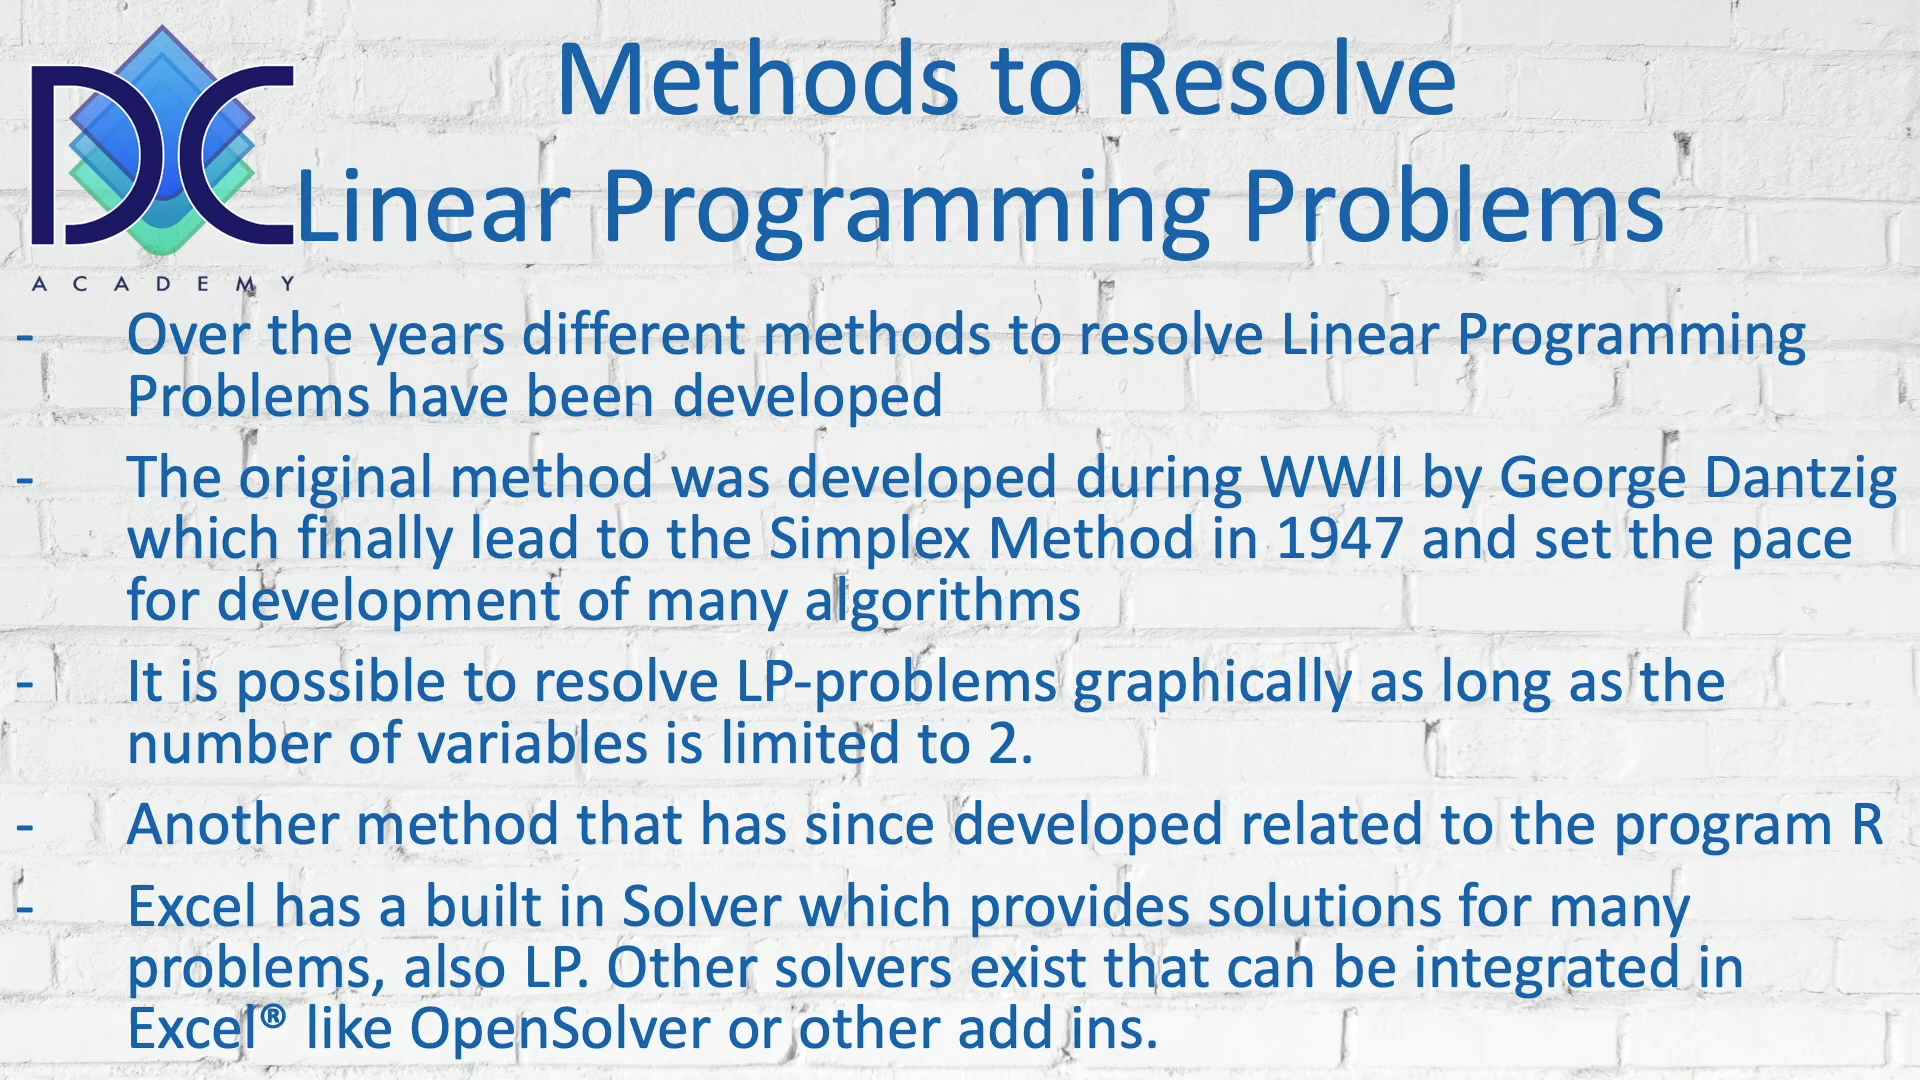 Methods to Resolve
Linear Programming Problems
DC
ACADEMY
- Over the years different methods to resolve Linear Programming
Problems have been developed
- The original method was developed during WWII by George Dantzig
which finally lead to the Simplex Method in 1947 and set the pace
for development of many algorithms
- It is possible to resolve LP-problems graphically as long as the
number of variables is limited to 2.
- Another method that has since developed related to the program R
- Excel has a built in Solver which provides solutions for many
problems, also LP. Other solvers exist that can be integrated in
Excel® like OpenSolver or other add ins.